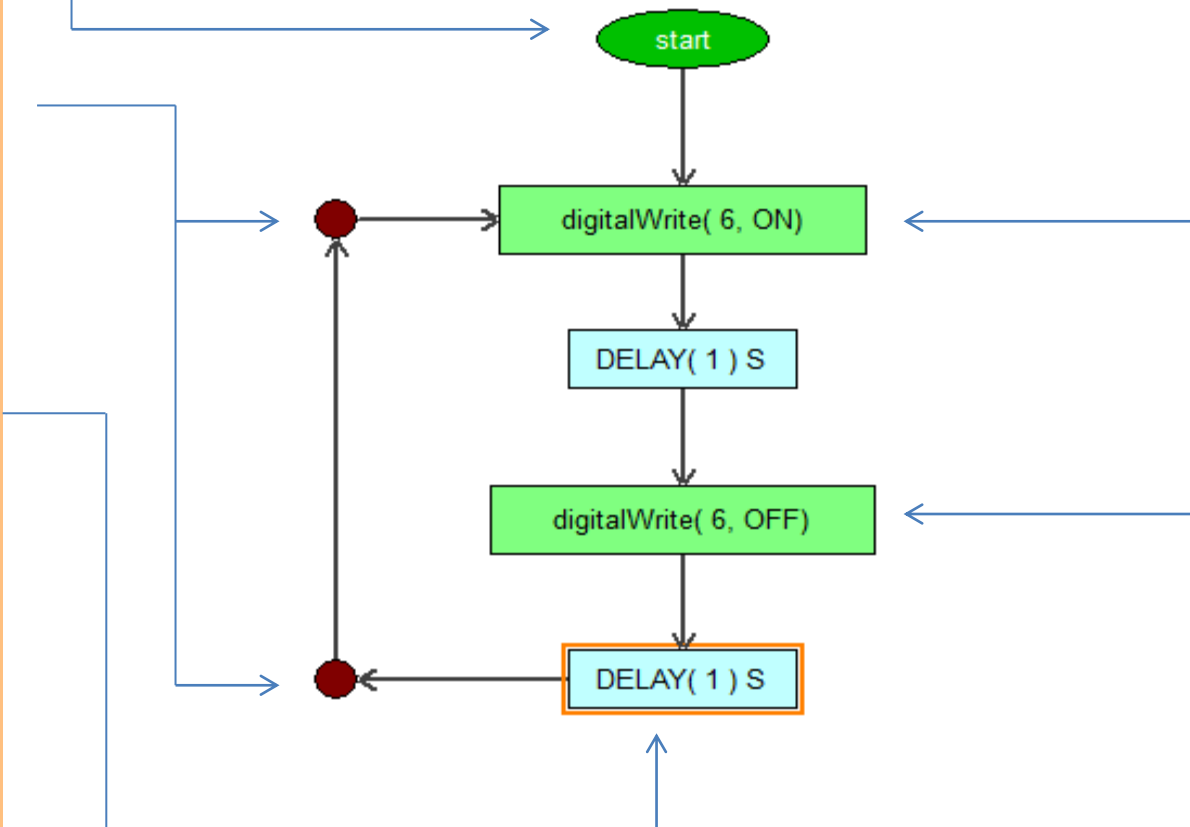 start
digitalWrite( 6, ON)
DELAY( 1 ) S
digitalWrite( 6, OFF)
DELAY( 1 ) S